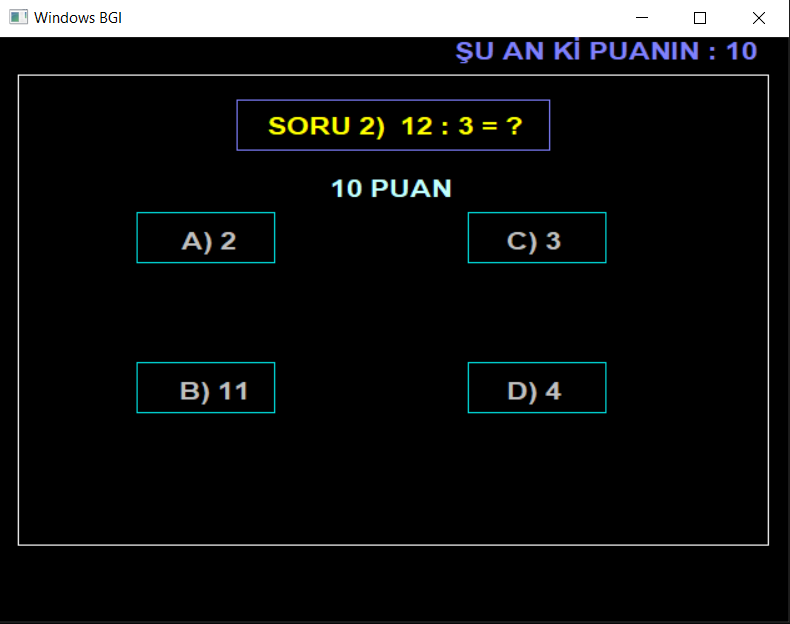 Windows BGI
ŞU AN Kİ PUANIN : 10
SORU 2) 12 : 3 = ?
10 PUAN
A) 2
C) 3
B) 11
D) 4